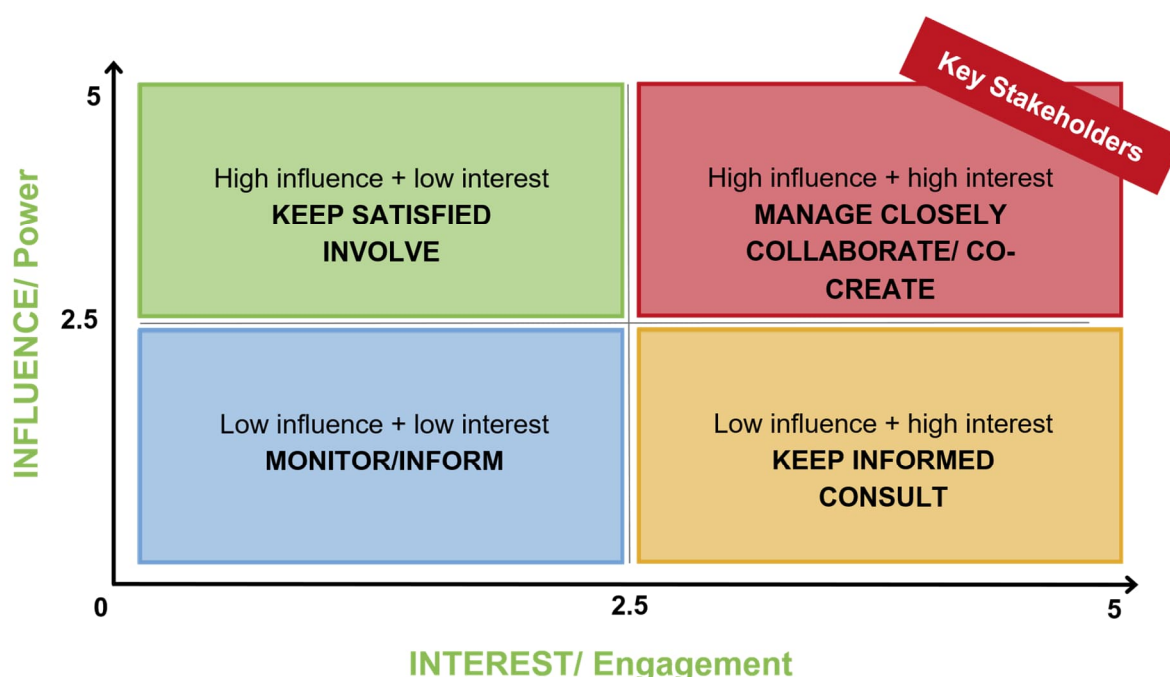 Key Stakeholders
5
High influence + low interest
KEEP SATISFIED
INVOLVE
High influence + high interest
MANAGE CLOSELY
COLLABORATE/ CO-
CREATE
INFLUENCE/ Power
2.5
Low influence + low interest
MONITOR/INFORM
Low influence + high interest
KEEP INFORMED
CONSULT
0
2.5
5
INTEREST/ Engagement